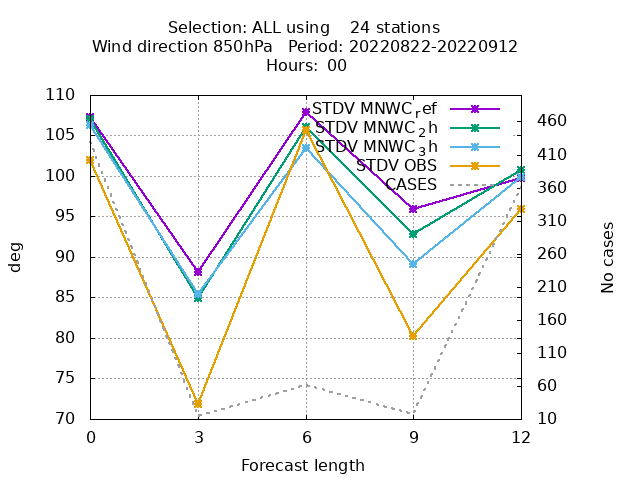 Selection: ALL using    24 stations
Wind direction 850hPa   Period: 20220822-20220912
Hours: 00
110
105
100
95
90
85
80
75
70
deg
STDV MNWC_ref
STDV MNWC_2h
STDV MNWC_3h
STDV OBS
CASES
460
410
360
310
260
210
160
110
60
10
No cases
0 3 6 9 12
Forecast length